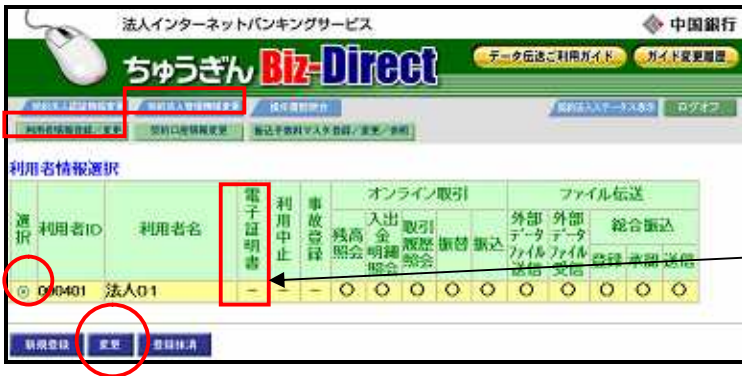 法人インターネットバンキングサービス
中国銀行
ちゅうぎん Biz-Direct
データ伝送ご利用ガイド ガイド変更履歴
ログオフ
利用者情報登録/変更 契約口座情報変更 振込手数料マスタ登録/変更/参照
利用者情報選択
選択 利用者ID 利用者名 電子証明書 利用中止 事故登録 オンライン取引 ファイル伝送
残高照会 入出金明細照会 取引履歴照会 振替 振込 外部データファイル送信 外部データファイル受信 総合振込
登録 承認 送信
000401 法人01 － － － ○ ○ ○ ○ ○ ○ ○ ○ ○ ○
新規登録 変更 登録抹消